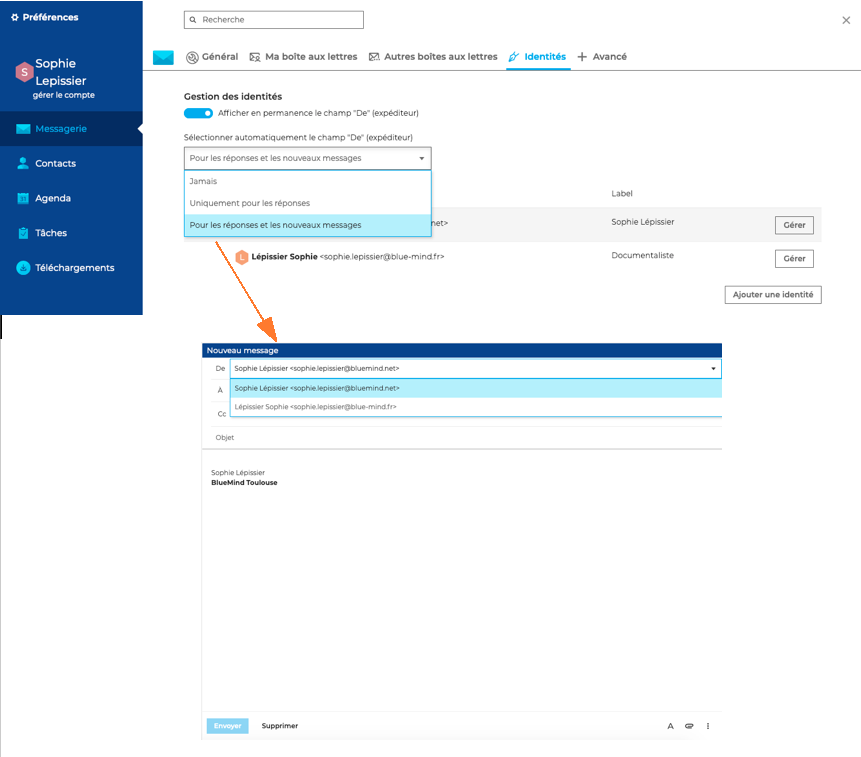 Préférences
Sophie
Lepissier
S
gérer le compte
Messagerie
Contacts
Agenda
Tâches
Téléchargements
Recherche
Général
Ma boîte aux lettres
Autres boîtes aux lettres
Identités
Avancé
Gestion des identités
Afficher en permanence le champ "De" (expéditeur)
Sélectionner automatiquement le champ "De" (expéditeur)
Pour les réponses et les nouveaux messages
Jamais
Uniquement pour les réponses
Pour les réponses et les nouveaux messages
Label
net>
Sophie Lépissier
Gérer
L Lépissier Sophie <sophie.lepissier@blue-mind.fr>
Documentaliste
Gérer
Ajouter une identité
Nouveau message
De Sophie Lépissier <sophie.lepissier@bluemind.net>
À Sophie Lépissier <sophie.lepissier@bluemind.net>
Lépissier Sophie <sophie.lepissier@blue-mind.fr>
Cc
Objet
Sophie Lépissier
BlueMind Toulouse
Envoyer
Supprimer
A